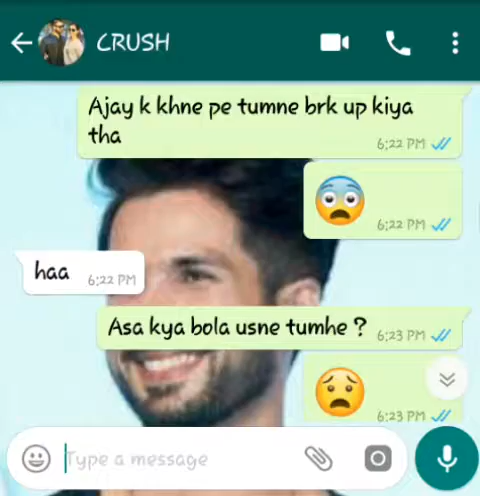 CRUSH
Ajay k khne pe tumne brk up kiya
tha
6:22 PM
6:22 PM
haa 6:22 PM
Asa kya bola usne tumhe ? 6:23 PM
6:23 PM
Type a message